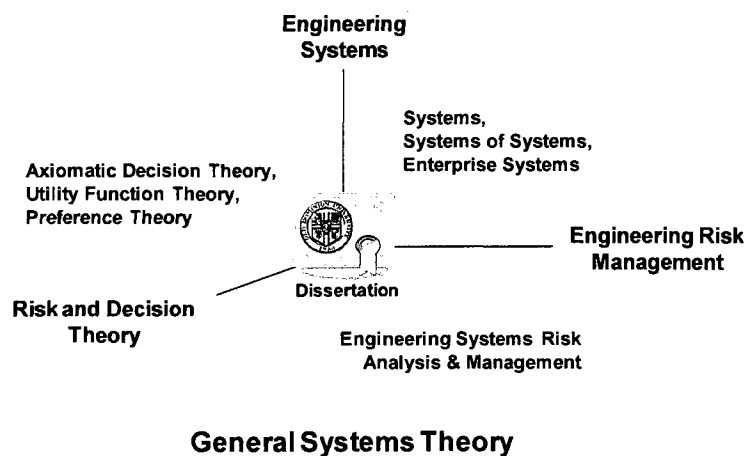 Engineering
Systems
Systems,
Systems of Systems,
Enterprise Systems
Axiomatic Decision Theory,
Utility Function Theory,
Preference Theory
Engineering Risk
Management
Dissertation
Risk and Decision
Theory
Engineering Systems Risk
Analysis & Management
General Systems Theory